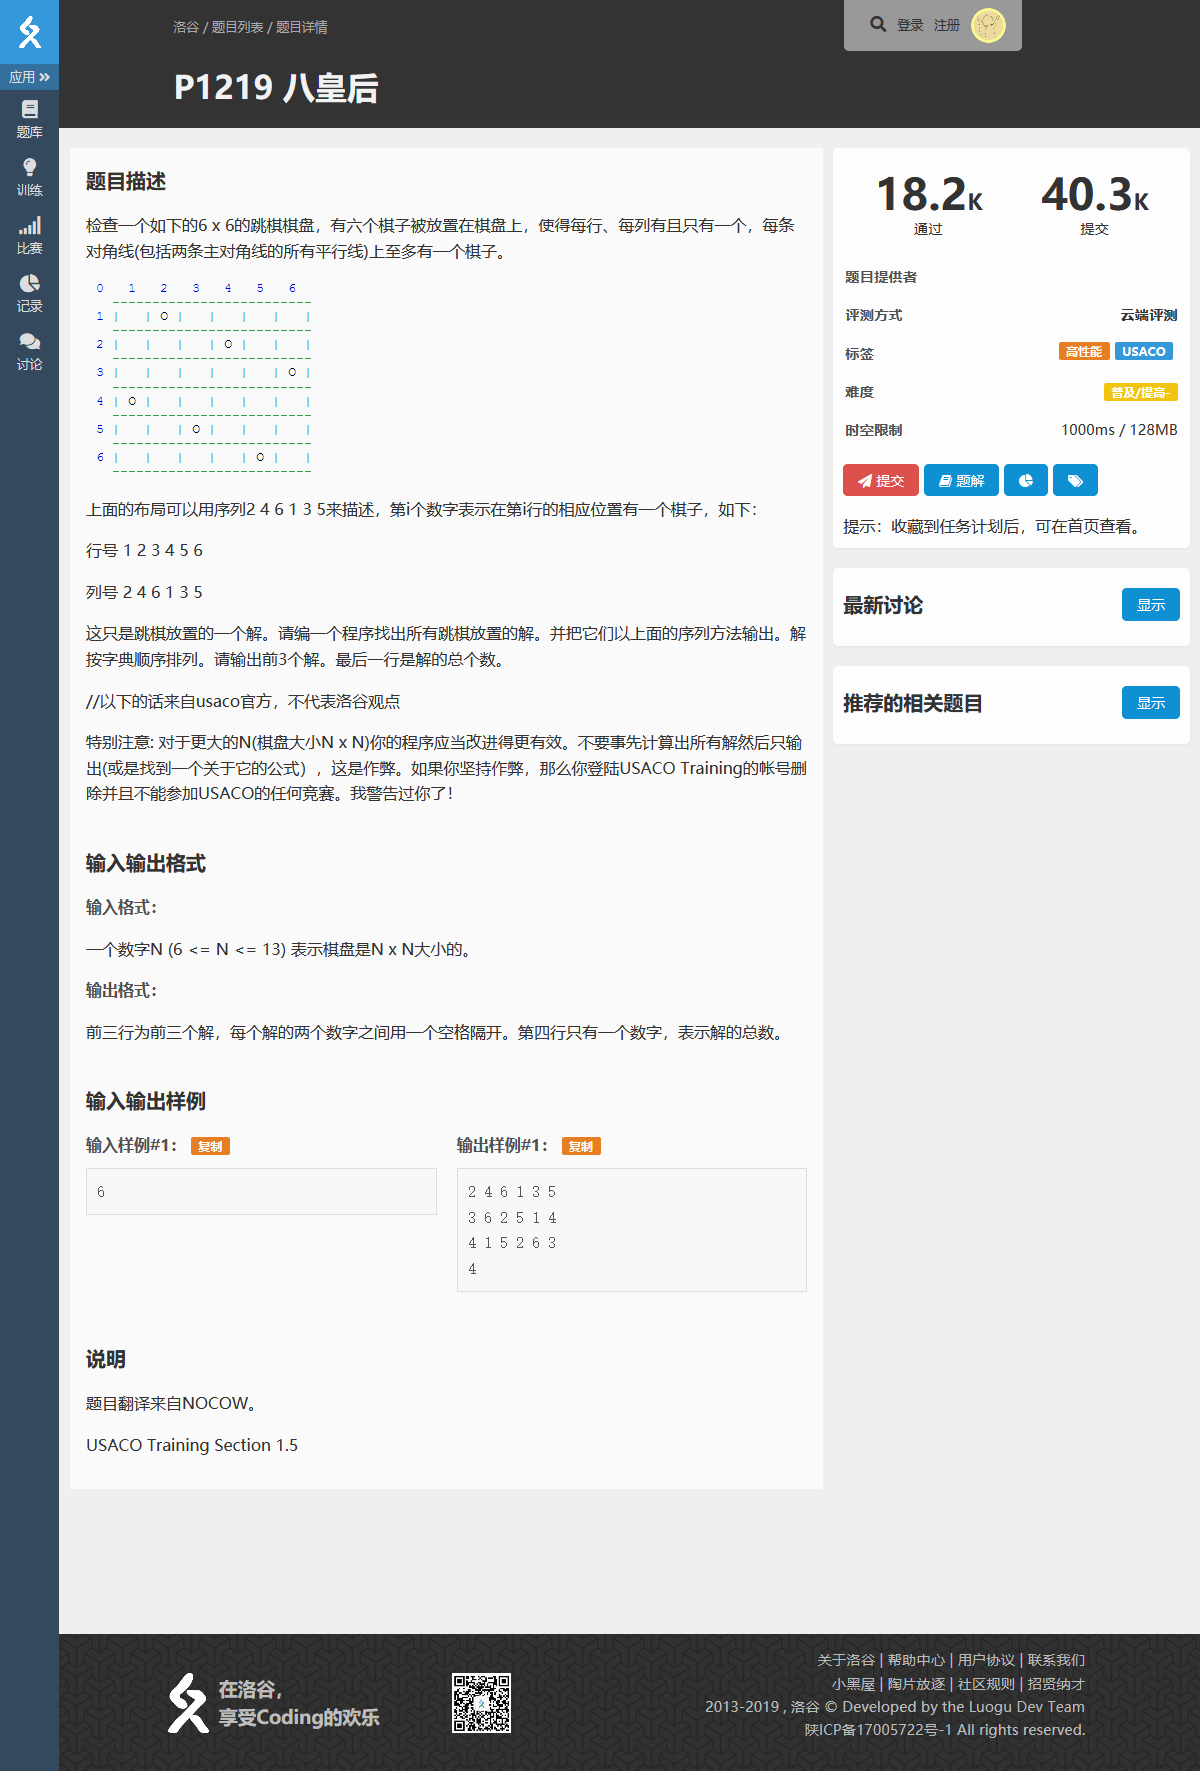 洛谷 / 题目列表 / 题目详情
登录 注册
应用
题库
训练
比赛
记录
讨论
P1219 八皇后
题目描述
检查一个如下的6 x 6的跳棋棋盘，有六个棋子被放置在棋盘上，使得每行、每列有且只有一个，每条
对角线(包括两条主对角线的所有平行线)上至多有一个棋子。
0 1 2 3 4 5 6
-------------------------
1 | | O | | | | |
-------------------------
2 | | | | O | | |
-------------------------
3 | | | | | | O |
-------------------------
4 | O | | | | | |
-------------------------
5 | | | O | | | |
-------------------------
6 | | | | | O | |
-------------------------
上面的布局可以用序列2 4 6 1 3 5来描述，第i个数字表示在第i行的相应位置有一个棋子，如下：
行号 1 2 3 4 5 6
列号 2 4 6 1 3 5
这只是跳棋放置的一个解。请编一个程序找出所有跳棋放置的解。并把它们以上面的序列方法输出。解
按字典顺序排列。请输出前3个解。最后一行是解的总个数。
//以下的话来自usaco官方，不代表洛谷观点
特别注意: 对于更大的N(棋盘大小N x N)你的程序应当改进得更有效。不要事先计算出所有解然后只输
出(或是找到一个关于它的公式），这是作弊。如果你坚持作弊，那么你登陆USACO Training的帐号删
除并且不能参加USACO的任何竞赛。我警告过你了！
输入输出格式
输入格式：
一个数字N (6 <= N <= 13) 表示棋盘是N x N大小的。
输出格式：
前三行为前三个解，每个解的两个数字之间用一个空格隔开。第四行只有一个数字，表示解的总数。
输入输出样例
输入样例#1： 复制
6
输出样例#1： 复制
2 4 6 1 3 5
3 6 2 5 1 4
4 1 5 2 6 3
4
说明
题目翻译来自NOCOW。
USACO Training Section 1.5
18.2K 40.3K
通过 提交
题目提供者
评测方式 云端评测
标签 高性能 USACO
难度 普及/提高-
时空限制 1000ms / 128MB
提交 题解
提示：收藏到任务计划后，可在首页查看。
最新讨论 显示
推荐的相关题目 显示
在洛谷，
享受Coding的欢乐
关于洛谷 | 帮助中心 | 用户协议 | 联系我们
小黑屋 | 陶片放逐 | 社区规则 | 招贤纳才
2013-2019 , 洛谷 © Developed by the Luogu Dev Team
陕ICP备17005722号-1 All rights reserved.